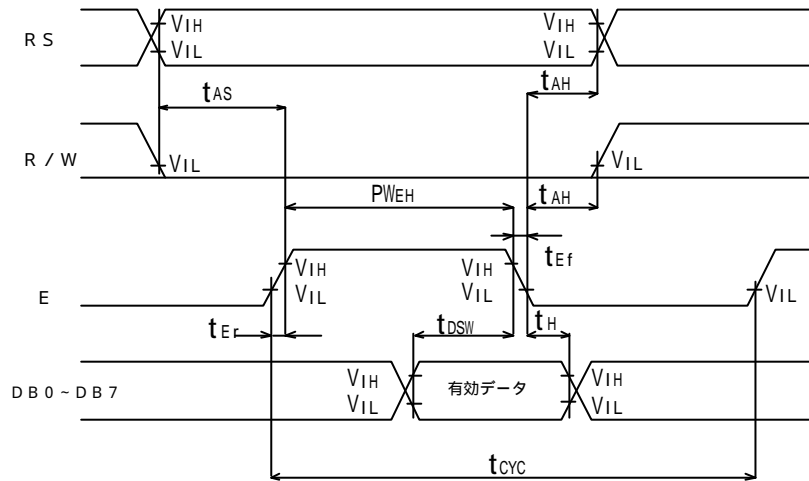 RS
VIH
VIL
VIH
VIL
tAS
tAH
R/W
VIL
VIL
PWEH
tAH
tEf
E
VIH
VIL
VIH
VIL
VIL
tEr
tDSW
tH
DB0~DB7
VIH
VIL
有効データ
VIH
VIL
tCYC